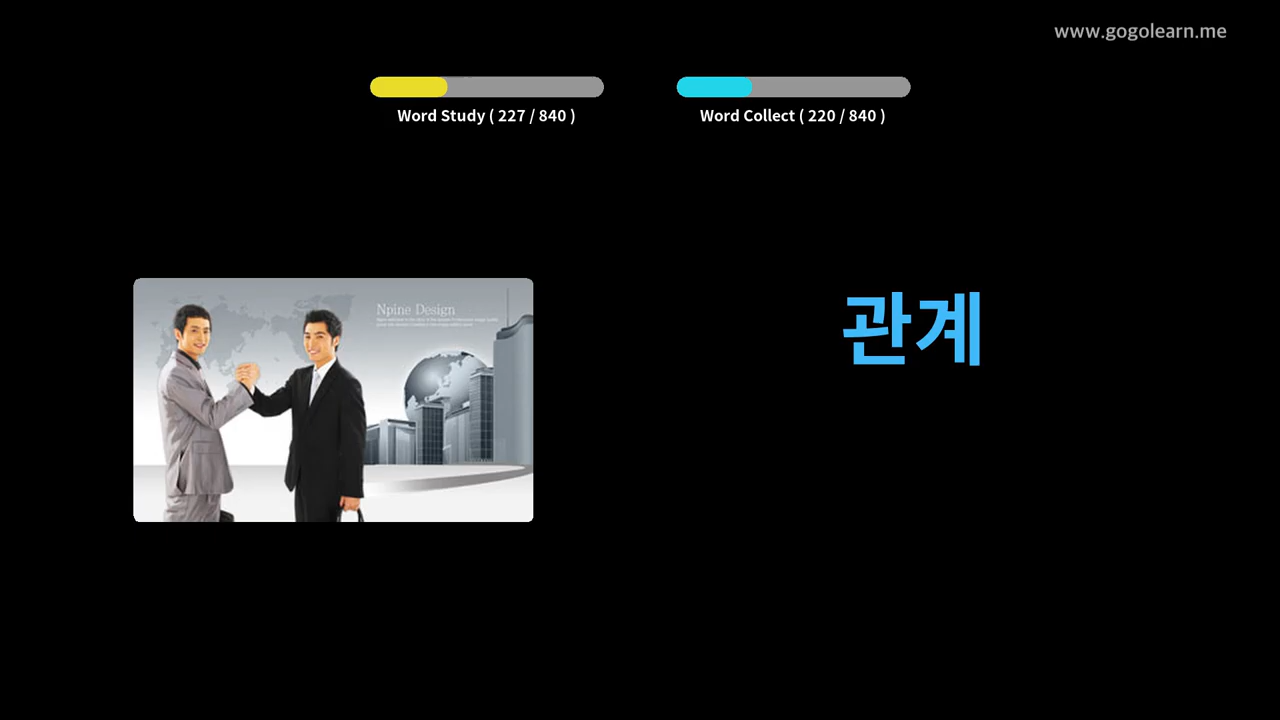 www.gogolearn.me
Word Study ( 227 / 840 )
Word Collect ( 220 / 840 )
Npine Design
관계